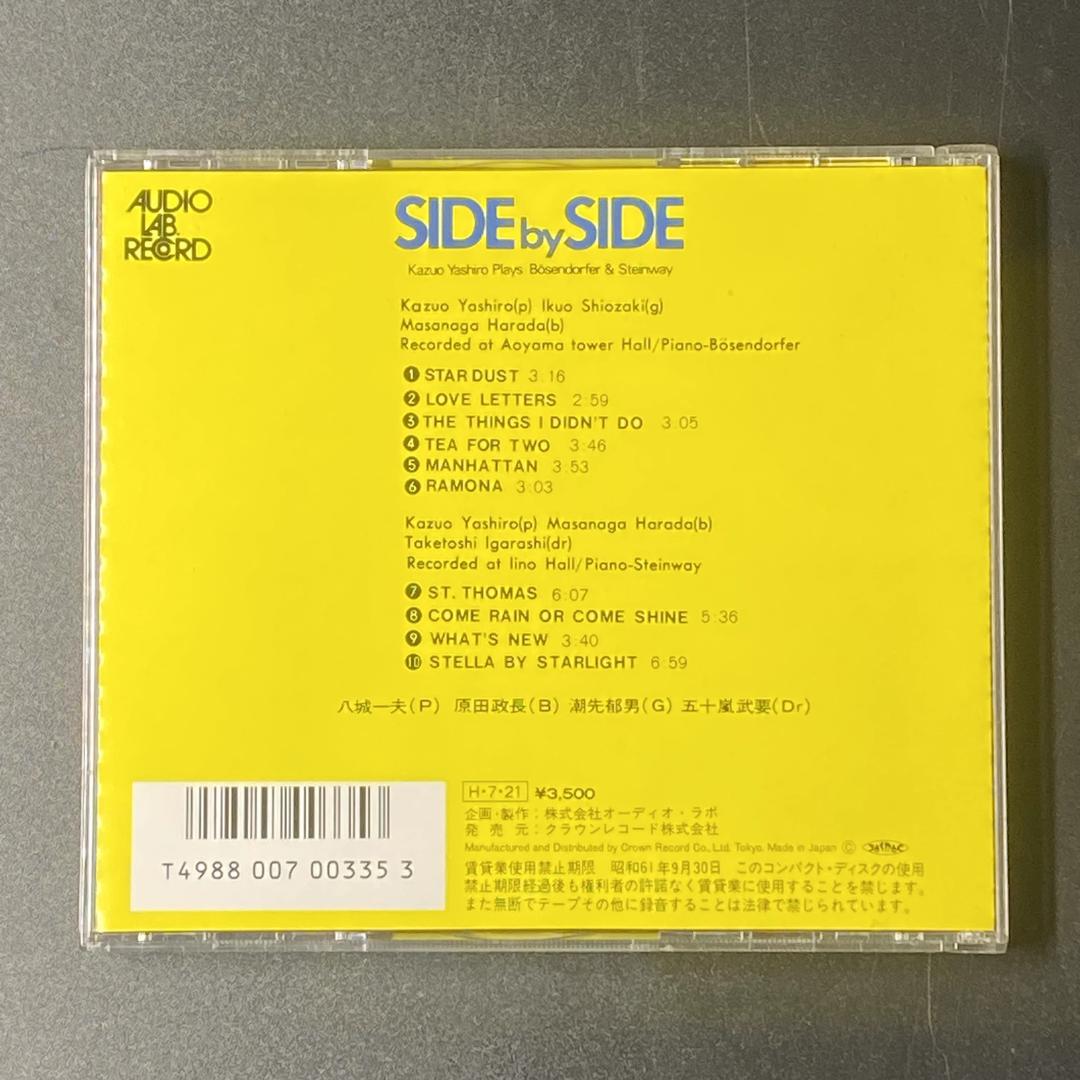 AUDIO
LAB.
RECORD
SIDE by SIDE
Kazuo Yashiro Plays Bösendorfer & Steinway
Kazuo Yashiro(p) Ikuo Shiozaki(g)
Masanaga Harada(b)
Recorded at Aoyama tower Hall/Piano-Bösendorfer
1 STAR DUST 3:16
2 LOVE LETTERS 2:59
3 THE THINGS I DIDN'T DO 3:05
4 TEA FOR TWO 3:46
5 MANHATTAN 3:53
6 RAMONA 3:03
Kazuo Yashiro(p) Masanaga Harada(b)
Taketoshi Igarashi(dr)
Recorded at Iino Hall/Piano-Steinway
7 ST. THOMAS 6:07
8 COME RAIN OR COME SHINE 5:36
9 WHAT'S NEW 3:40
10 STELLA BY STARLIGHT 6:59
八城一夫(P) 原田政長(B) 潮先郁男(G) 五十嵐武要(Dr)
T4988 007 00335 3
H・7・21 ¥3,500
企画・製作：株式会社オーディオ・ラボ
発売元：クラウンレコード株式会社
Manufactured and Distributed by Crown Record Co., Ltd. Tokyo. Made in Japan Ⓒ JASRAC
賃貸業使用禁止期限 昭和61年9月30日 このコンパクト・ディスクの使用
禁止期限経過後も権利者の許諾なく賃貸業に使用することを禁じます。
また無断でテープその他に録音することは法律で禁じられています。